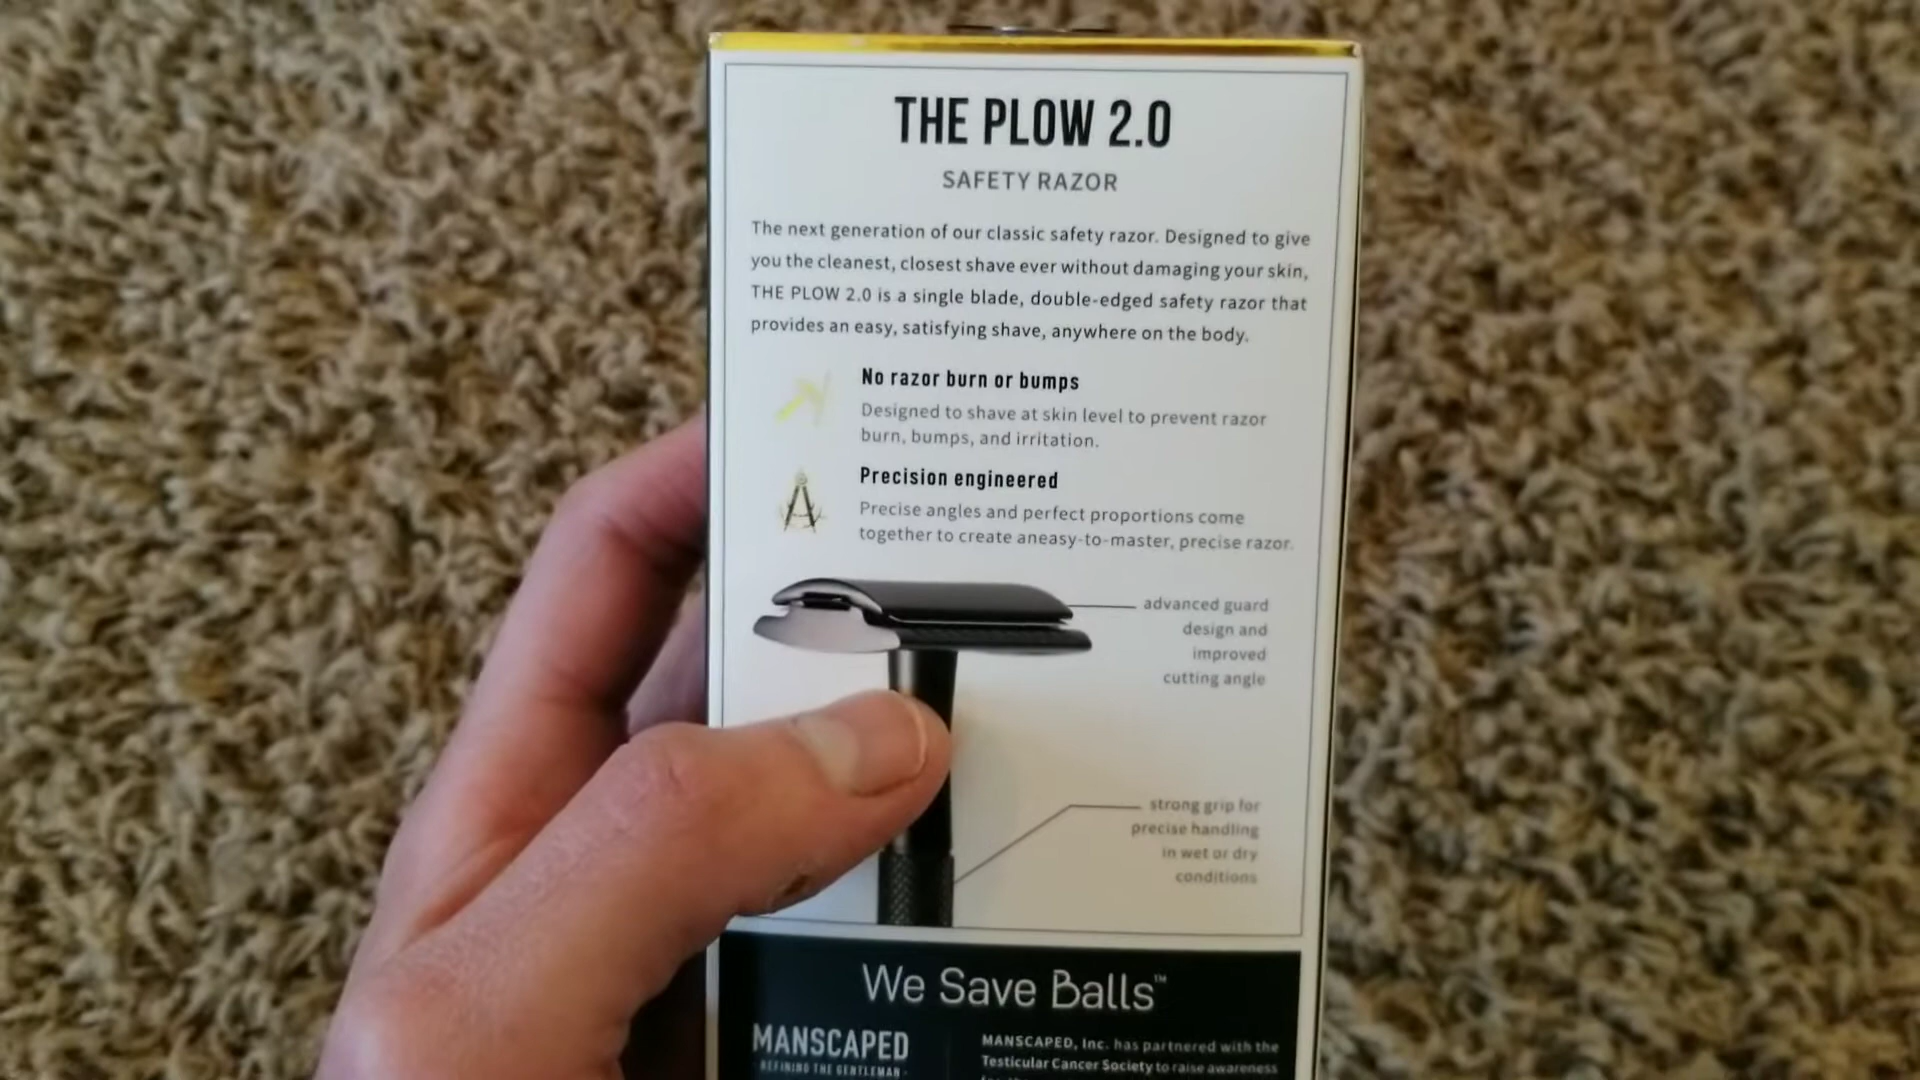 THE PLOW 2.0
SAFETY RAZOR
The next generation of our classic safety razor. Designed to give
you the cleanest, closest shave ever without damaging your skin,
THE PLOW 2.0 is a single blade, double-edged safety razor that
provides an easy, satisfying shave, anywhere on the body.
No razor burn or bumps
Designed to shave at skin level to prevent razor
burn, bumps, and irritation.
Precision engineered
Precise angles and perfect proportions come
together to create aneasy-to-master, precise razor.
advanced guard
design and
improved
cutting angle
strong grip for
precise handling
in wet or dry
conditions
We Save Balls™
MANSCAPED
REFINING THE GENTLEMAN
MANSCAPED, Inc. has partnered with the
Testicular Cancer Society to raise awareness